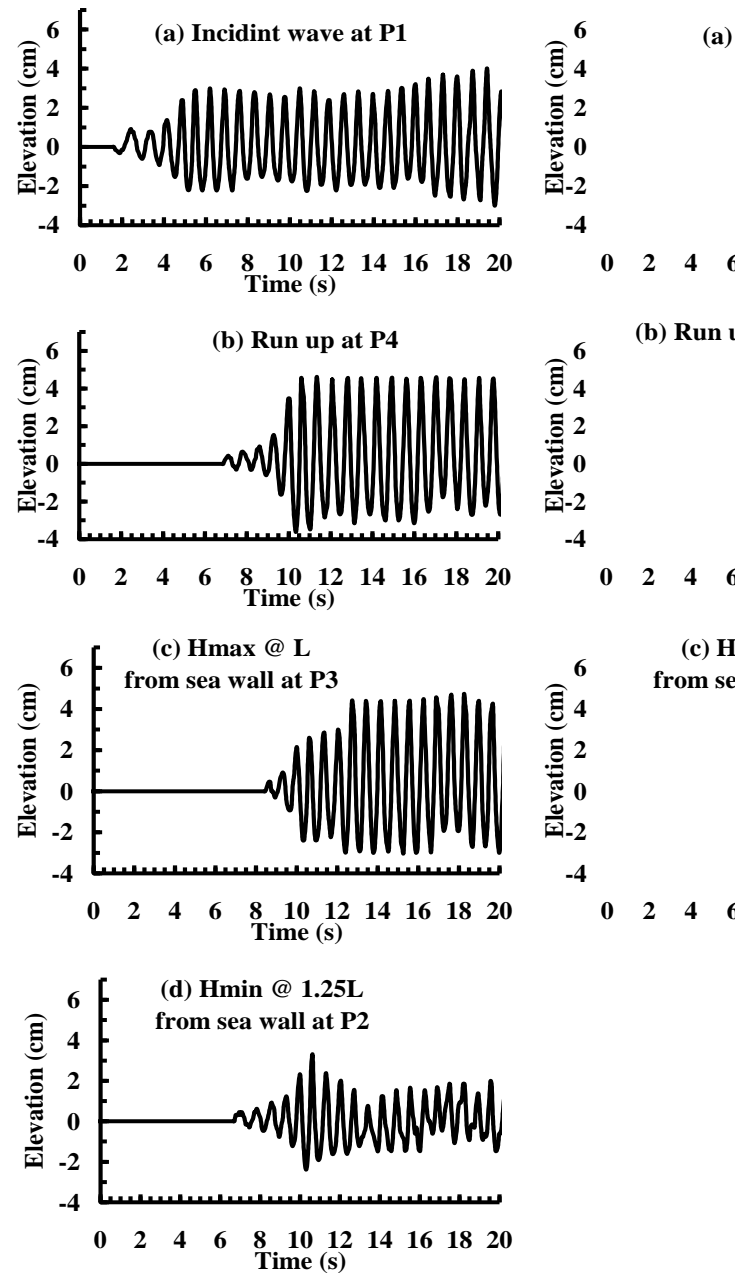 (a) Incidint wave at P1
Elevation (cm)
6
4
2
0
-2
-4
0 2 4 6 8 10 12 14 16 18 20
Time (s)
(b) Run up at P4
Elevation (cm)
6
4
2
0
-2
-4
0 2 4 6 8 10 12 14 16 18 20
Time (s)
(c) Hmax @ L
from sea wall at P3
Elevation (cm)
6
4
2
0
-2
-4
0 2 4 6 8 10 12 14 16 18 20
Time (s)
(d) Hmin @ 1.25L
from sea wall at P2
Elevation (cm)
6
4
2
0
-2
-4
0 2 4 6 8 10 12 14 16 18 20
Time (s)
(a)
Elevation (cm)
6
4
2
0
-2
-4
0 2 4
(b) Run
Elevation (cm)
6
4
2
0
-2
-4
0 2 4
(c)
from
Elevation (cm)
6
4
2
0
-2
-4
0 2 4